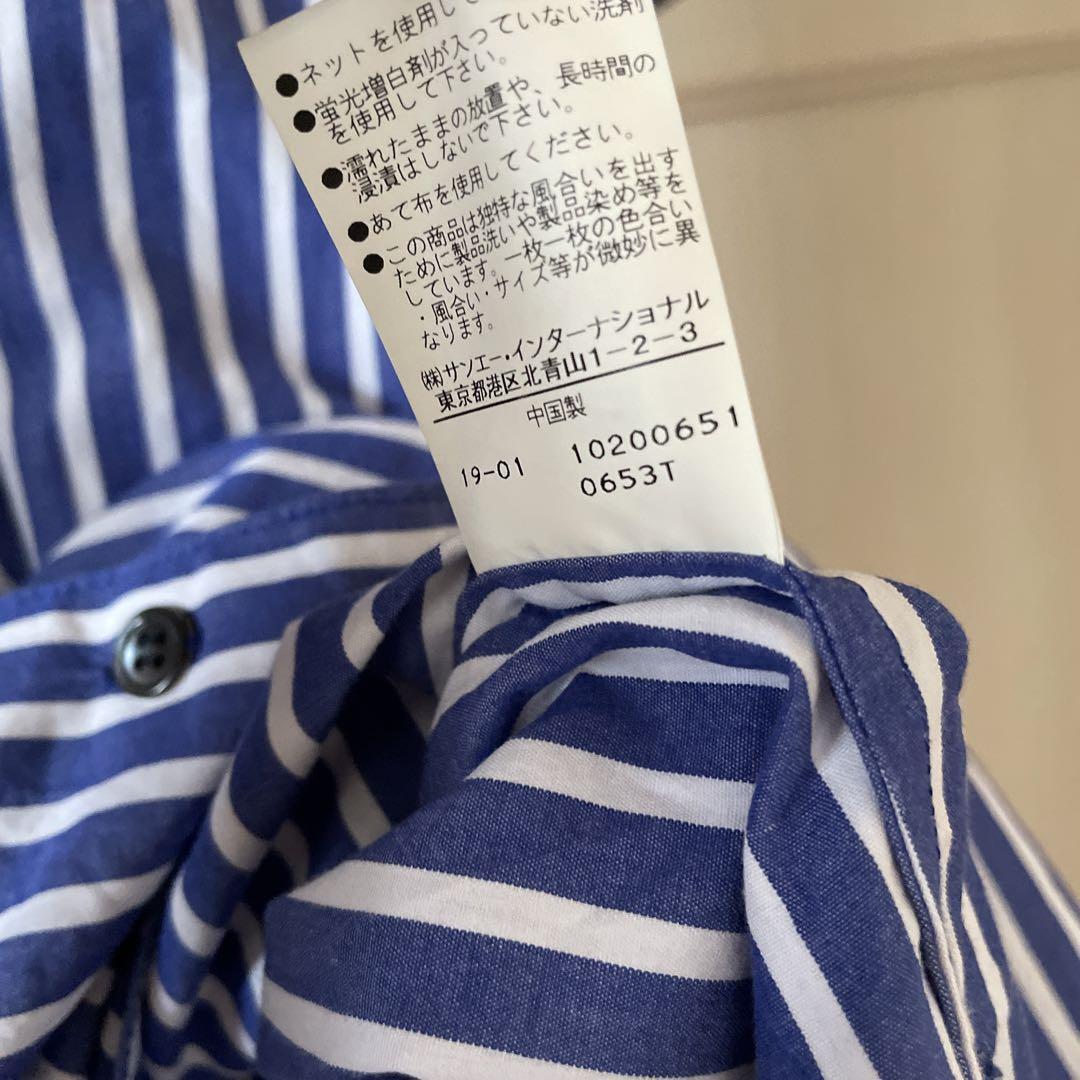 ●ネットを使用して
●蛍光増白剤が入っていない洗剤
を使用して下さい。
●濡れたままの放置や、長時間の
浸漬はしないで下さい。
●あて布を使用してください。
●この商品は独特な風合いを出す
ために製品洗いや製品染め等を
しています。一枚一枚の色合い
・風合い・サイズ等が微妙に異
なります。
㈱サンエー・インターナショナル
東京都港区北青山1-2-3
中国製
19-01 10200651
0653T